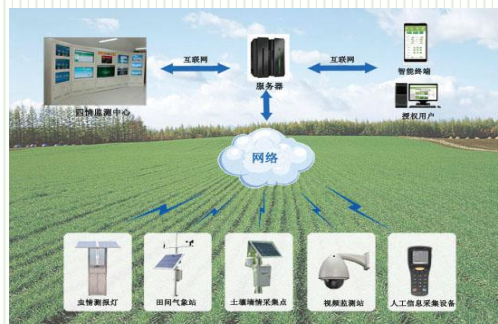 互联网
互联网
服务器
智能终端
四情监测中心
授权用户
网络
虫情测报灯
田间气象站
土壤墒情采集点
视频监测站
人工信息采集设备